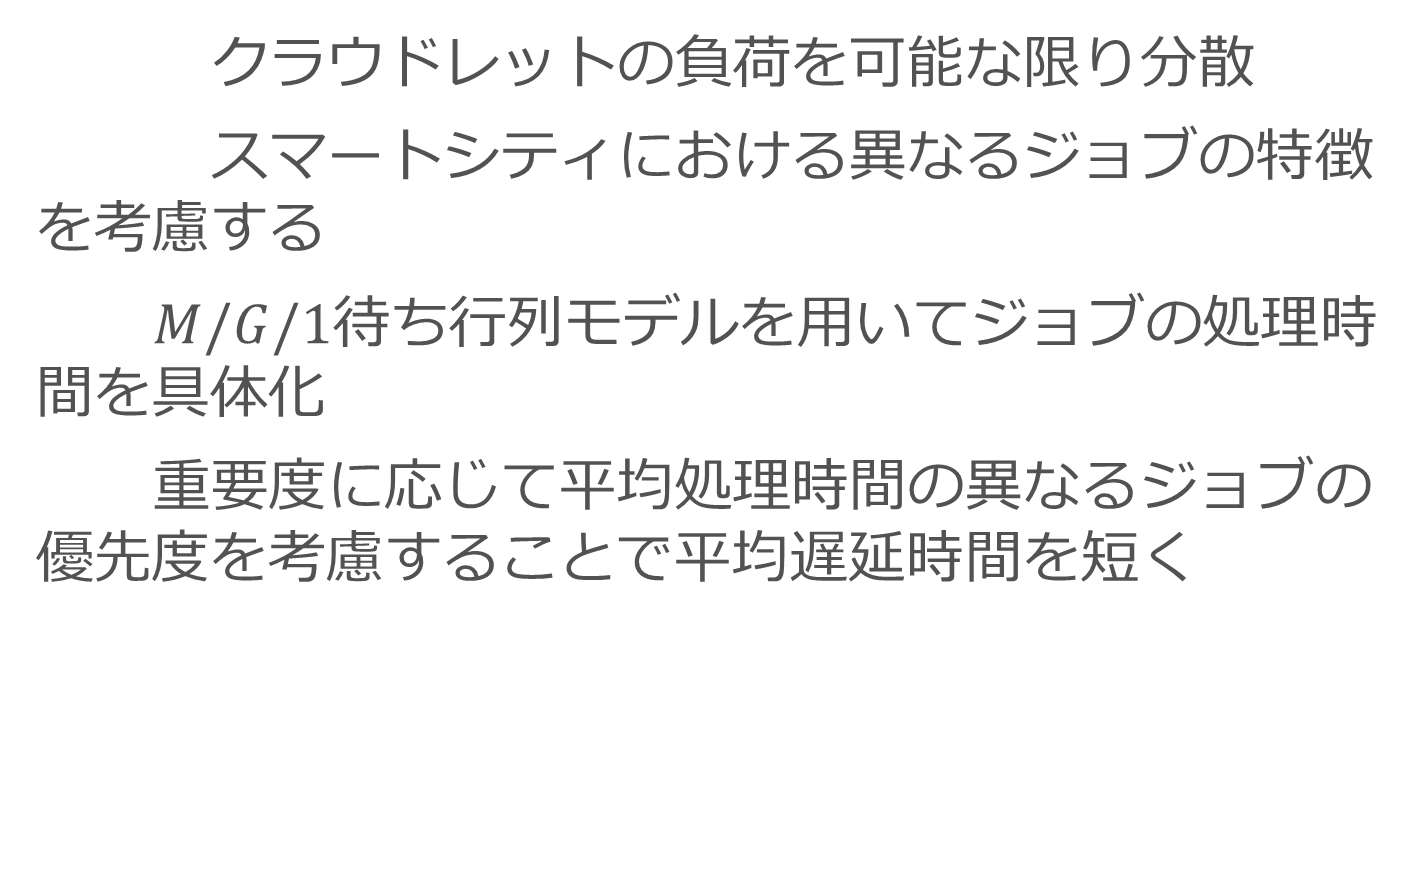 クラウドレットの負荷を可能な限り分散
スマートシティにおける異なるジョブの特徴
を考慮する
M/G/1待ち行列モデルを用いてジョブの処理時
間を具体化
重要度に応じて平均処理時間の異なるジョブの
優先度を考慮することで平均遅延時間を短く